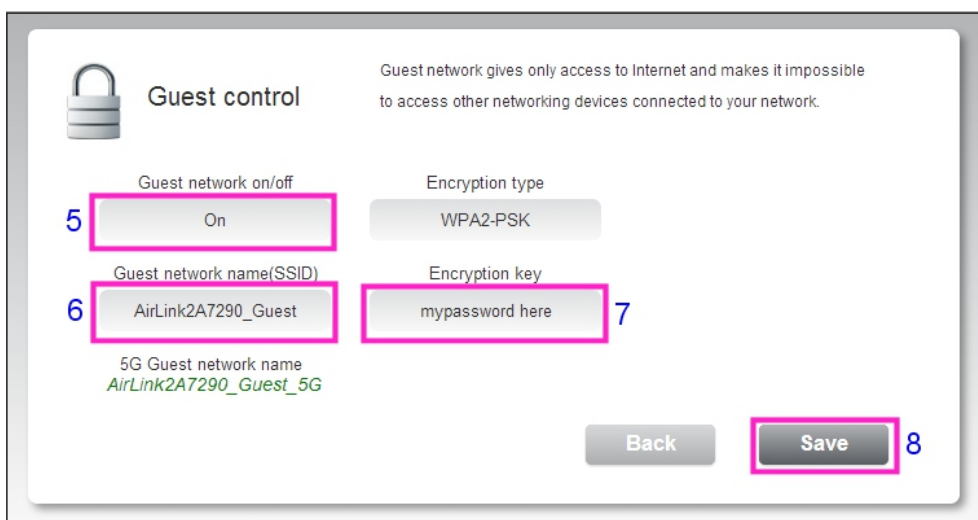 Guest control
Guest network gives only access to Internet and makes it impossible
to access other networking devices connected to your network.
Guest network on/off
Encryption type
5
On
WPA2-PSK
Guest network name(SSID)
Encryption key
6
AirLink2A7290_Guest
mypassword here
7
5G Guest network name
AirLink2A7290_Guest_5G
Back
Save
8